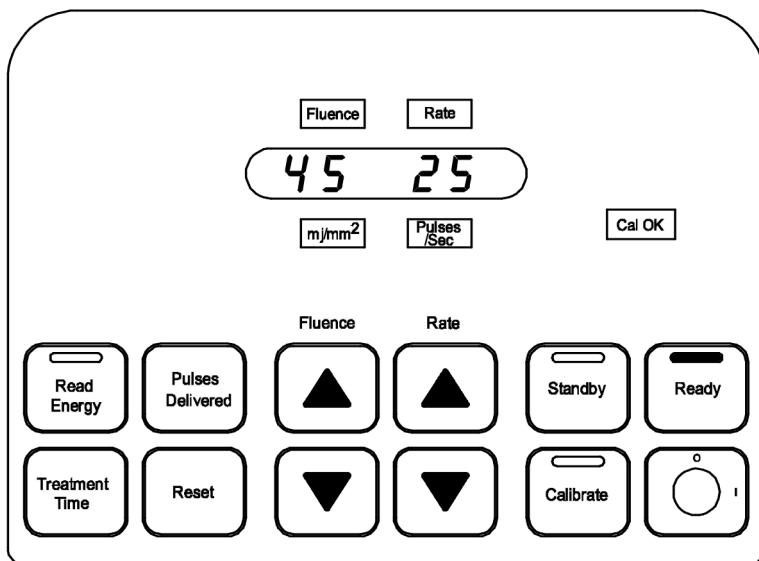 Fluence Rate
45 25
mj/mm²
Pulses
/Sec
Cal OK
Fluence Rate
Read
Energy
Pulses
Delivered
Standby
Ready
Treatment
Time
Reset
Calibrate
O
I